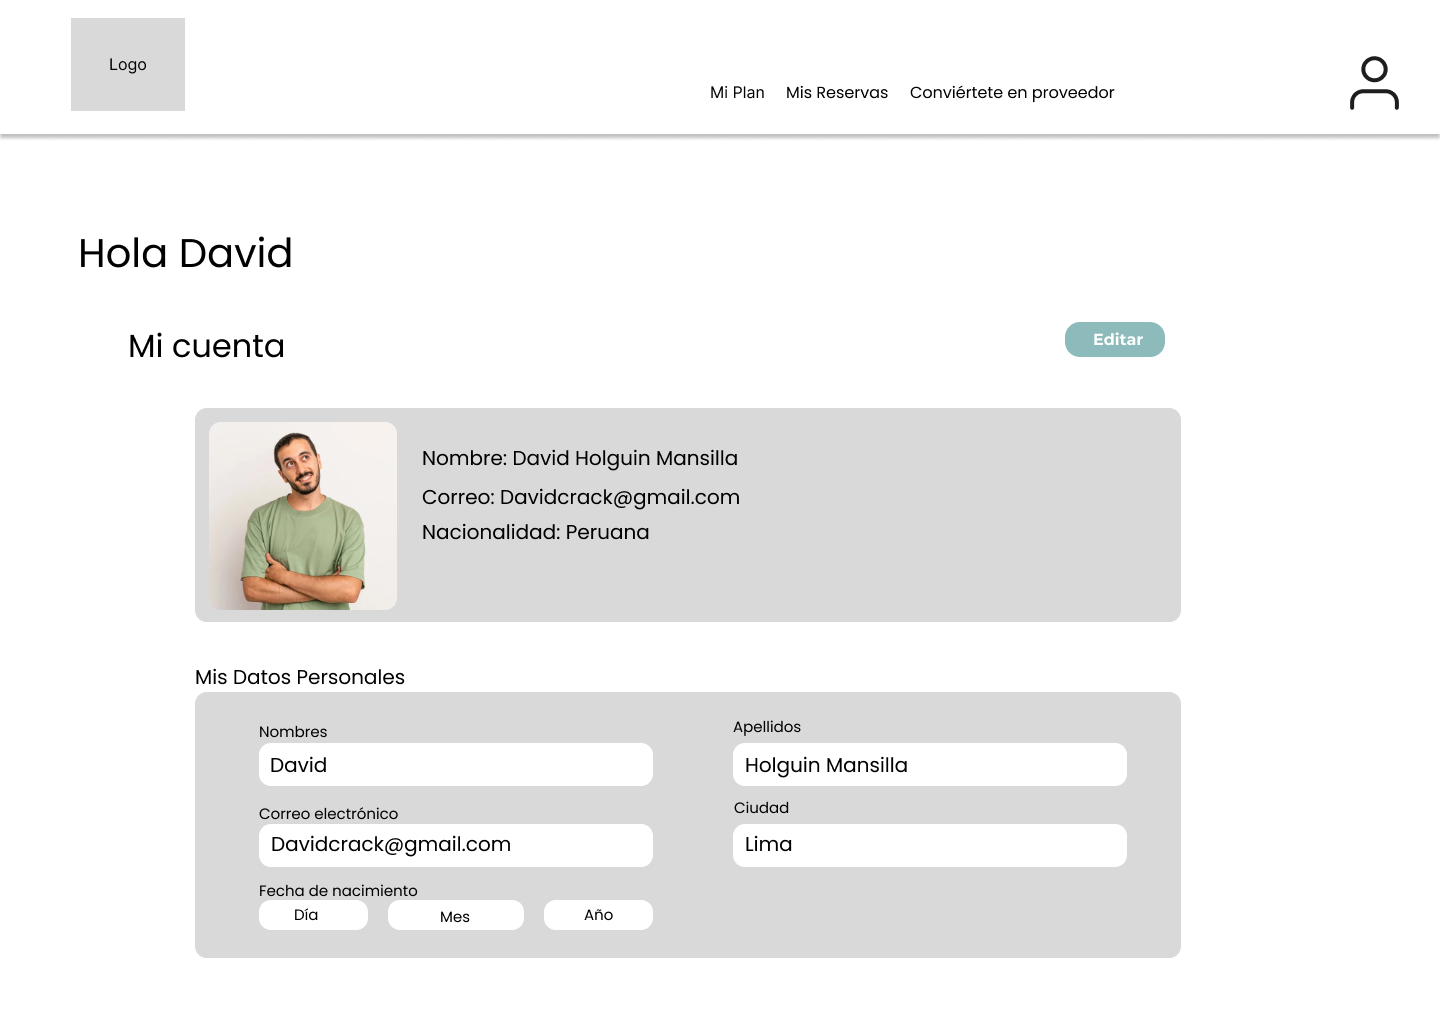 Logo
Mi Plan Mis Reservas Conviértete en proveedor
Hola David
Mi cuenta
Editar
Nombre: David Holguin Mansilla
Correo: Davidcrack@gmail.com
Nacionalidad: Peruana
Mis Datos Personales
Nombres
Apellidos
David
Holguin Mansilla
Correo electrónico
Ciudad
Davidcrack@gmail.com
Lima
Fecha de nacimiento
Día Mes Año